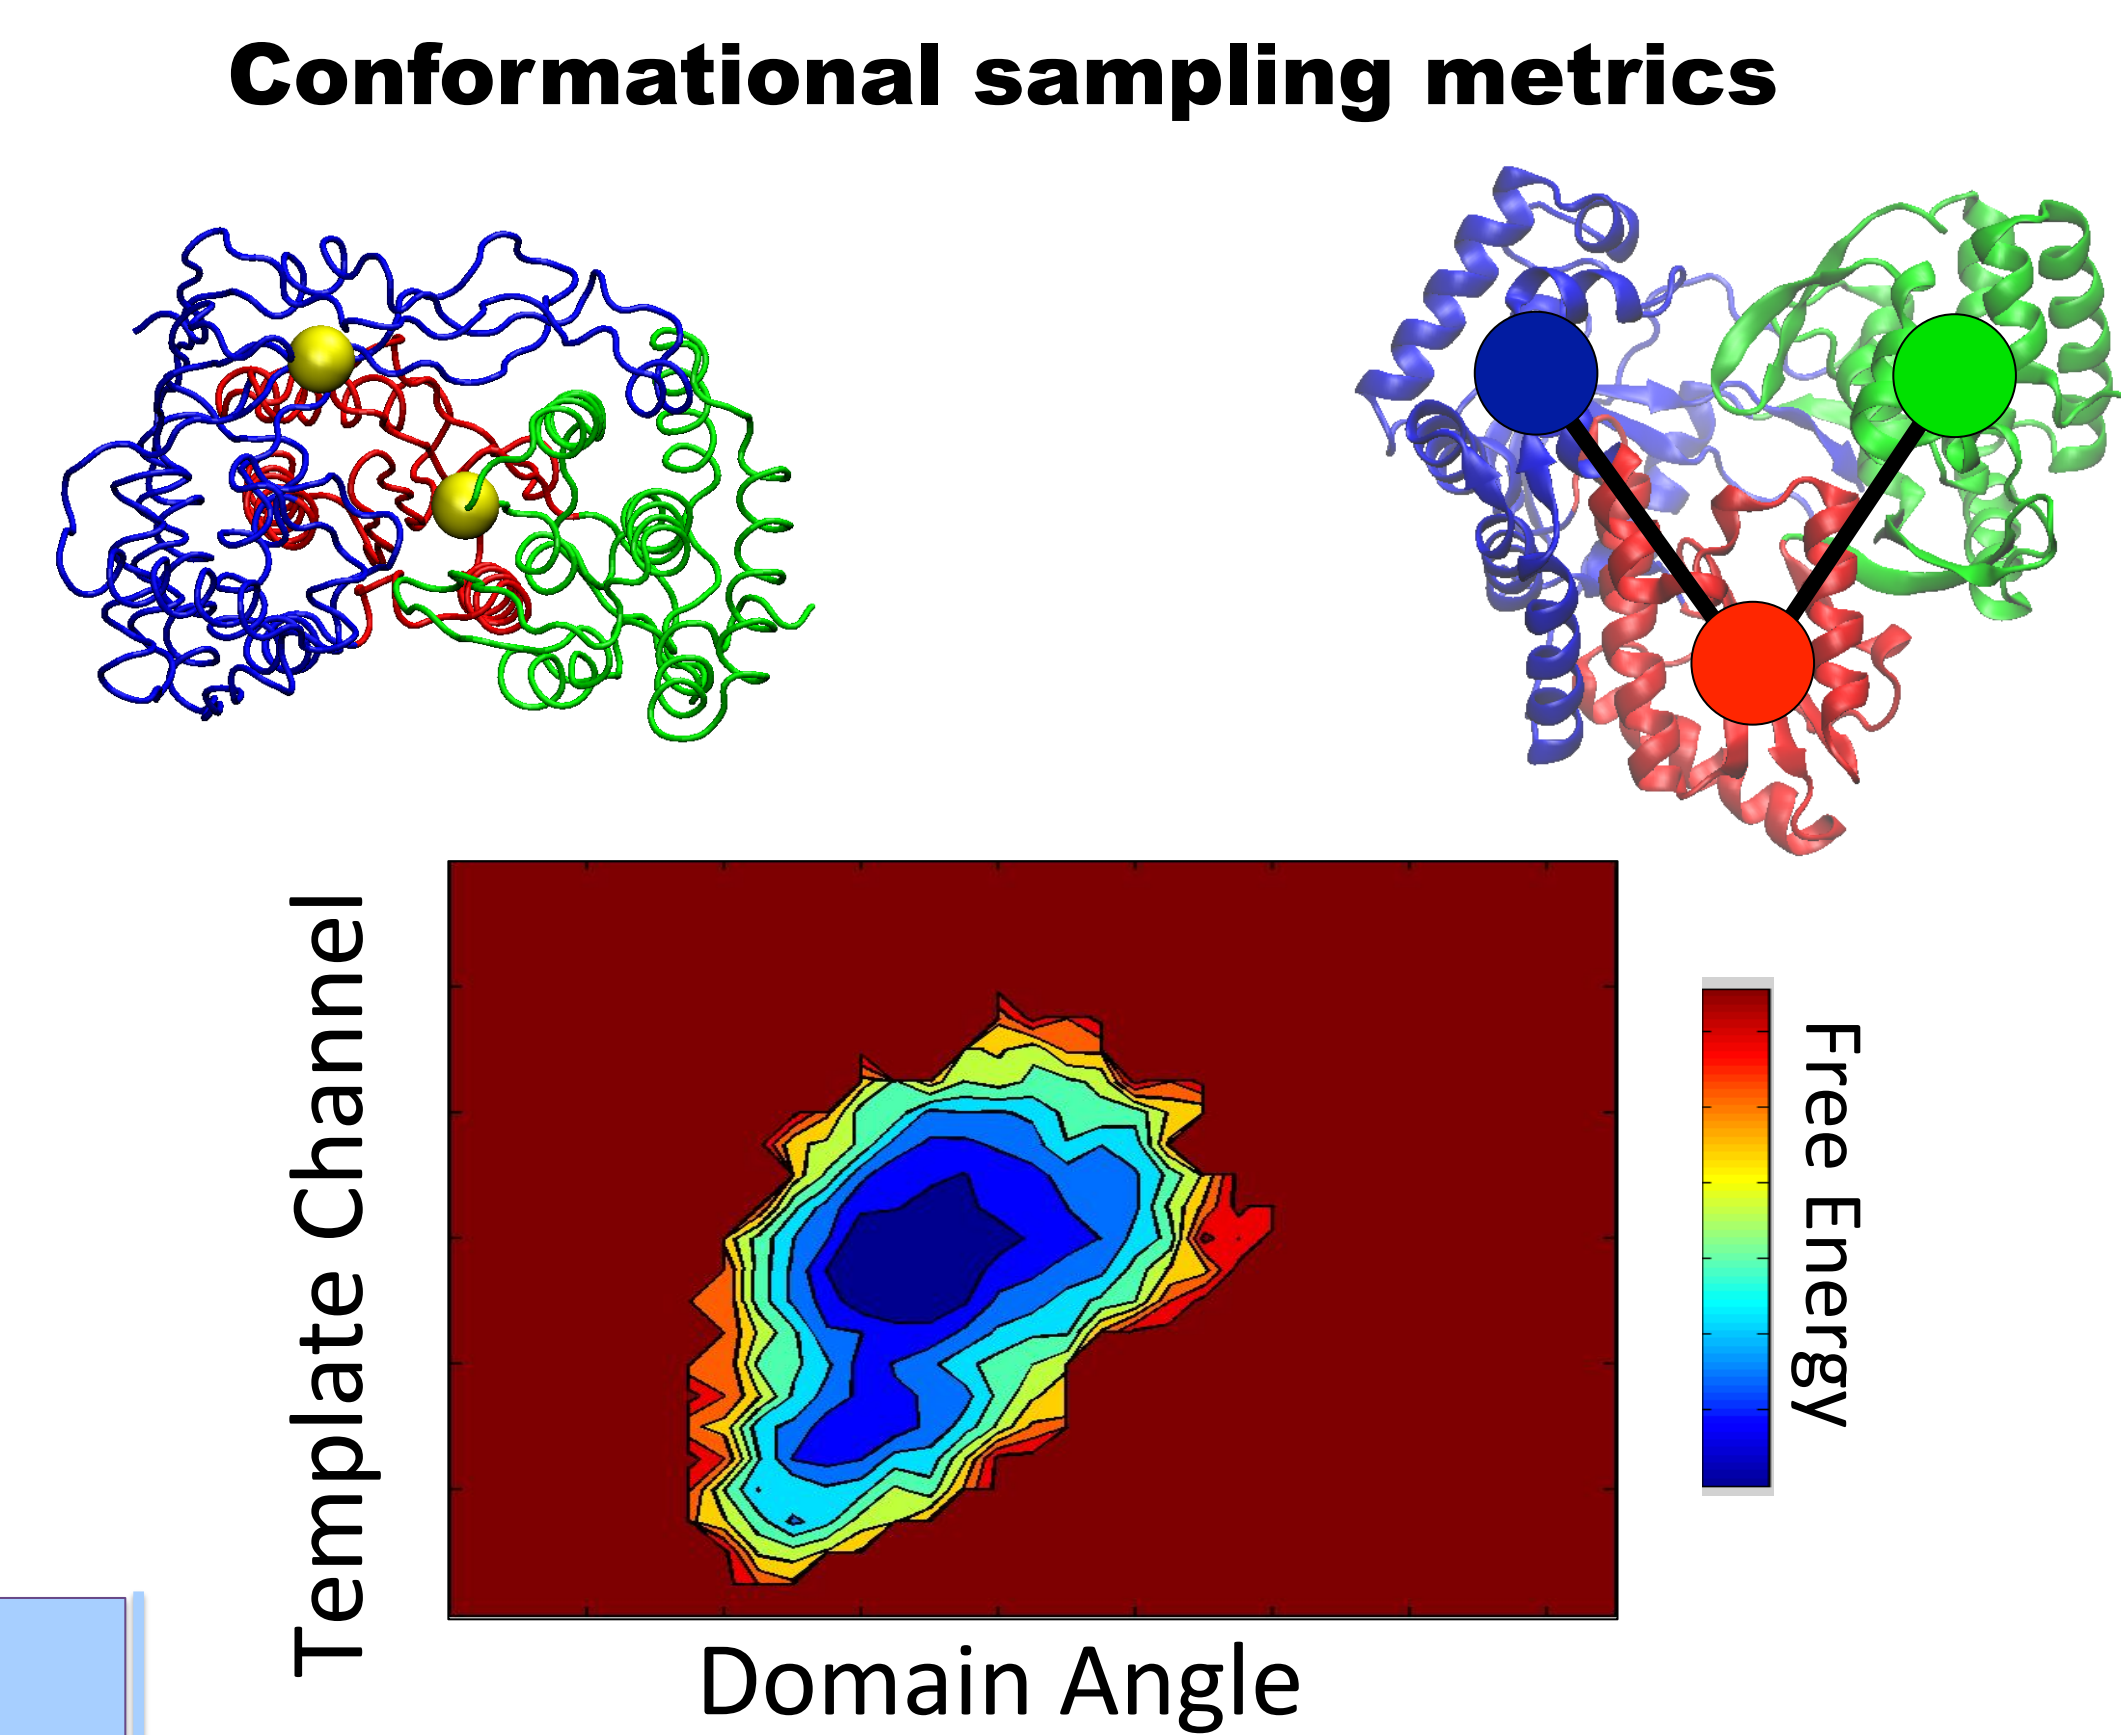 Conformational sampling metrics
Template Channel
Free Energy
Domain Angle